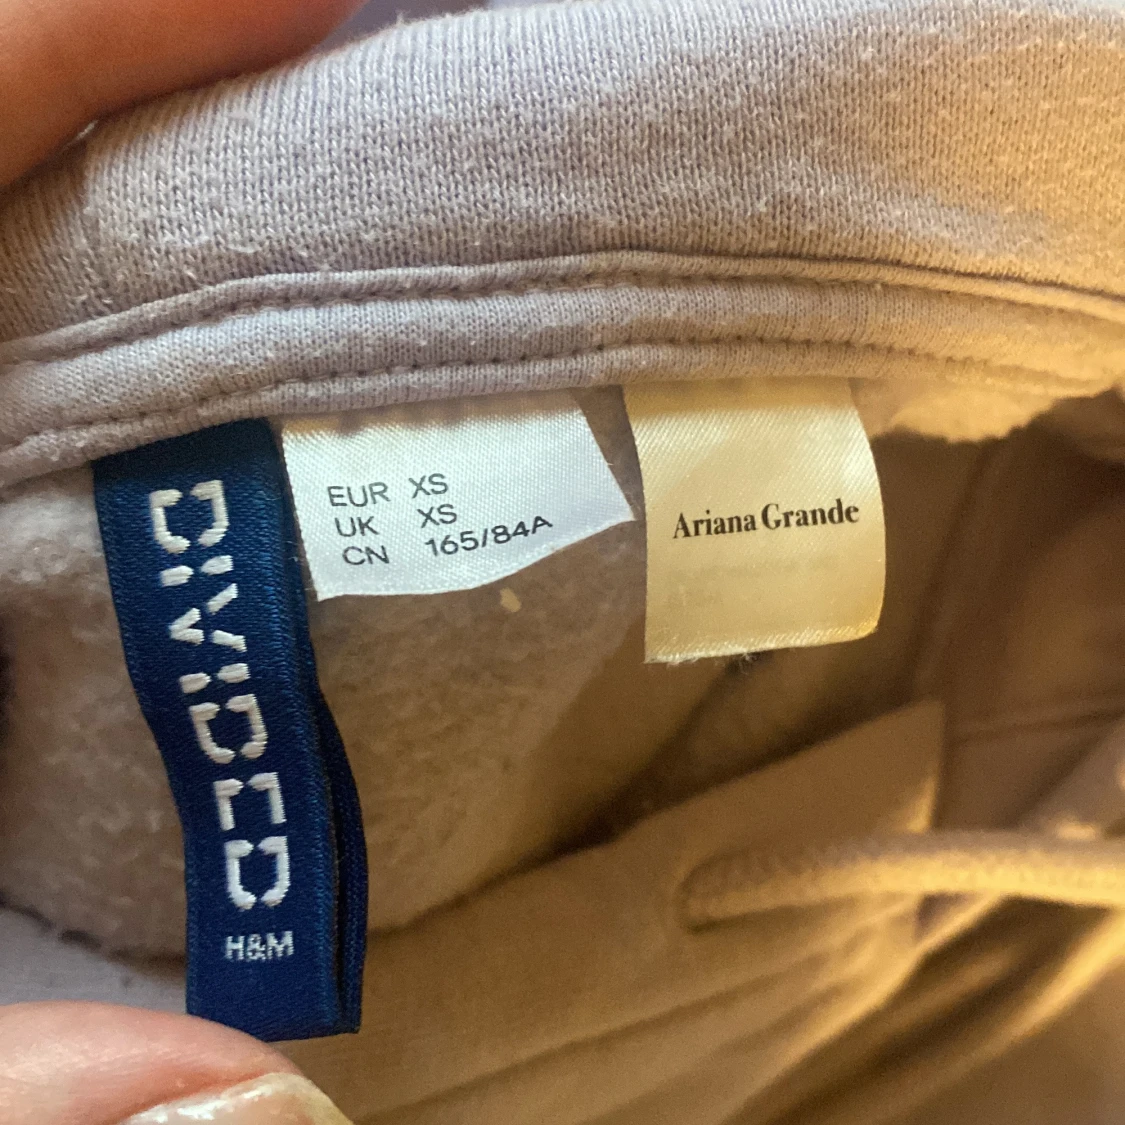 DIVIDED
H&M
EUR XS
UK XS
CN 165/84A
Ariana Grande